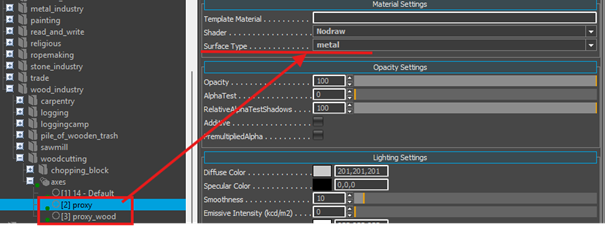 metal_industry
painting
read_and_write
religious
ropemaking
stone_industry
trade
wood_industry
carpentry
logging
loggingcamp
pile_of_wooden_trash
sawmill
woodcutting
chopping_block
axes
[1] 14 - Default
[2] proxy
[3] proxy_wood
Material Settings
Template Material
Shader Nodraw
Surface Type metal
Opacity Settings
Opacity 100
AlphaTest 0
RelativeAlphaTestShadows 100
Additive
PremultipliedAlpha
Lighting Settings
Diffuse Color 201,201,201
Specular Color 0,0,0
Smoothness 10
Emissive Intensity (kcd/m2) 0